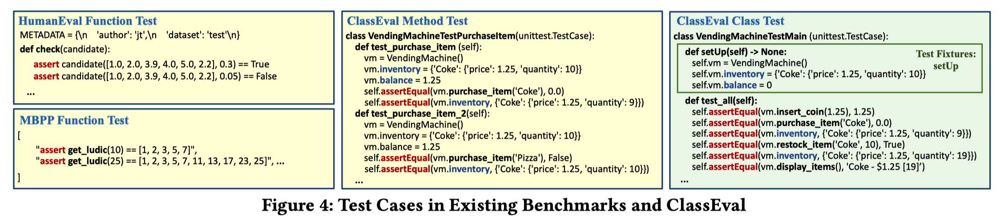 HumanEval Function Test
METADATA = {\n    'author': 'jt',\n    'dataset': 'test'\n}
def check(candidate):
assert candidate([1.0, 2.0, 3.9, 4.0, 5.0, 2.2], 0.3) == True
assert candidate([1.0, 2.0, 3.9, 4.0, 5.0, 2.2], 0.05) == False
...
MBPP Function Test
[
"assert get_ludic(10) == [1, 2, 3, 5, 7]",
"assert get_ludic(25) == [1, 2, 3, 5, 7, 11, 13, 17, 23, 25]", ...
]
ClassEval Method Test
class VendingMachineTestPurchaseItem(unittest.TestCase):
def test_purchase_item (self):
vm = VendingMachine()
vm.inventory = {'Coke': {'price': 1.25, 'quantity': 10}}
vm.balance = 1.25
self.assertEqual(vm.purchase_item('Coke'), 0.0)
self.assertEqual(vm.inventory, {'Coke': {'price': 1.25, 'quantity': 9}})
def test_purchase_item_2(self):
vm = VendingMachine()
vm.inventory = {'Coke': {'price': 1.25, 'quantity': 10}}
vm.balance = 1.25
self.assertEqual(vm.purchase_item('Pizza'), False)
self.assertEqual(vm.inventory, {'Coke': {'price': 1.25, 'quantity': 10}})
...
ClassEval Class Test
class VendingMachineTestMain (unittest.TestCase):
def setUp(self) -> None:
self.vm = VendingMachine()
self.vm.inventory = {'Coke': {'price': 1.25, 'quantity': 10}}
self.vm.balance = 0
Test Fixtures:
setUp
def test_all(self):
self.assertEqual(vm.insert_coin(1.25), 1.25)
self.assertEqual(vm.purchase_item('Coke'), 0.0)
self.assertEqual(vm.inventory, {'Coke': {'price': 1.25, 'quantity': 9}})
self.assertEqual(vm.restock_item('Coke', 10), True)
self.assertEqual(vm.inventory, {'Coke': {'price': 1.25, 'quantity': 19}})
self.assertEqual(vm.display_items(), 'Coke - $1.25 [19]’)
...
Figure 4: Test Cases in Existing Benchmarks and ClassEval